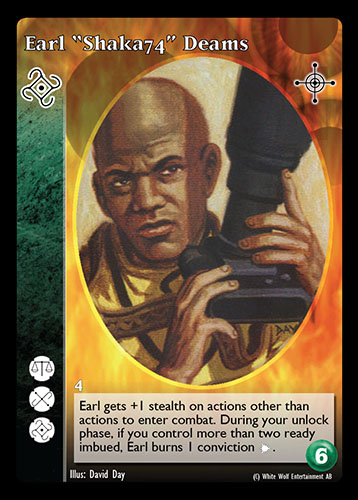 Earl "Shaka74" Deams
DAY
4
Earl gets +1 stealth on actions other than
actions to enter combat. During your unlock
phase, if you control more than two ready
imbued, Earl burns 1 conviction.
6
Illus: David Day
(C) White Wolf Entertainment AB